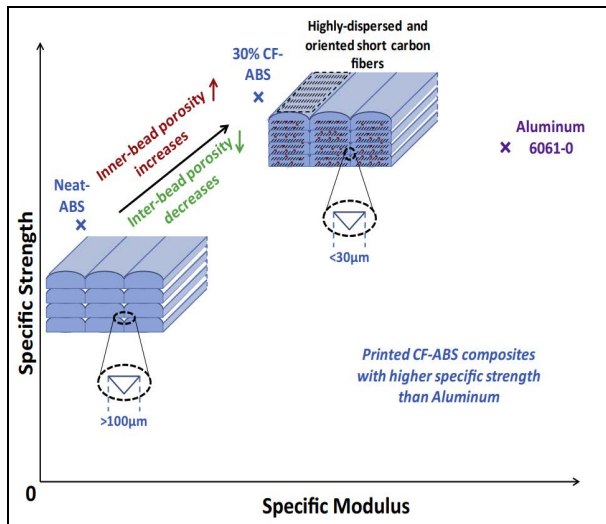 Highly-dispersed and
oriented short carbon
fibers
30% CF-
ABS
Inner-bead porosity
increases
Inter-bead porosity
decreases
Aluminum
6061-0
Neat-
ABS
<30µm
>100µm
Printed CF-ABS composites
with higher specific strength
than Aluminum
Specific Strength
0
Specific Modulus